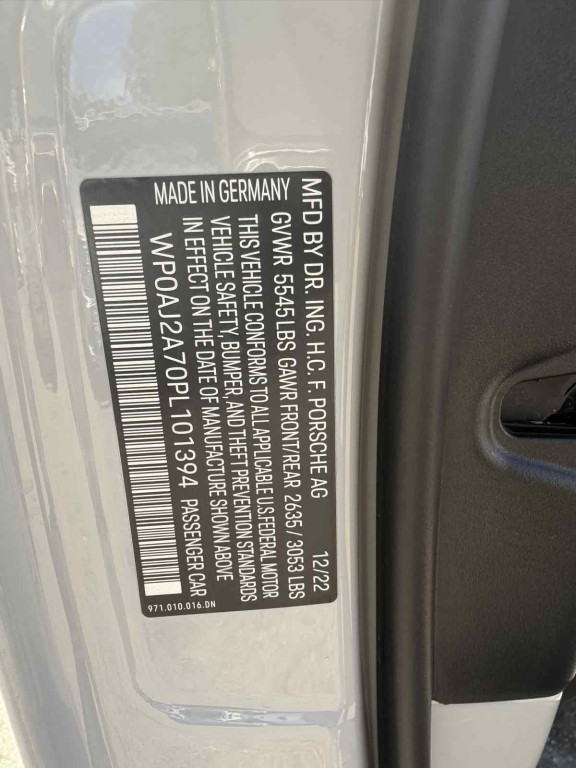 MFD BY DR. ING. H.C. F. PORSCHE AG 12/22
GVWR 5545 LBS GAWR FRONT/REAR 2635 / 3053 LBS
THIS VEHICLE CONFORMS TO ALL APPLICABLE U.S.FEDERAL MOTOR
VEHICLE SAFETY, BUMPER, AND THEFT PREVENTION STANDARDS
IN EFFECT ON THE DATE OF MANUFACTURE SHOWN ABOVE
MADE IN GERMANY
WP0AJ2A70PL101394 PASSENGER CAR
971.010.016.DN